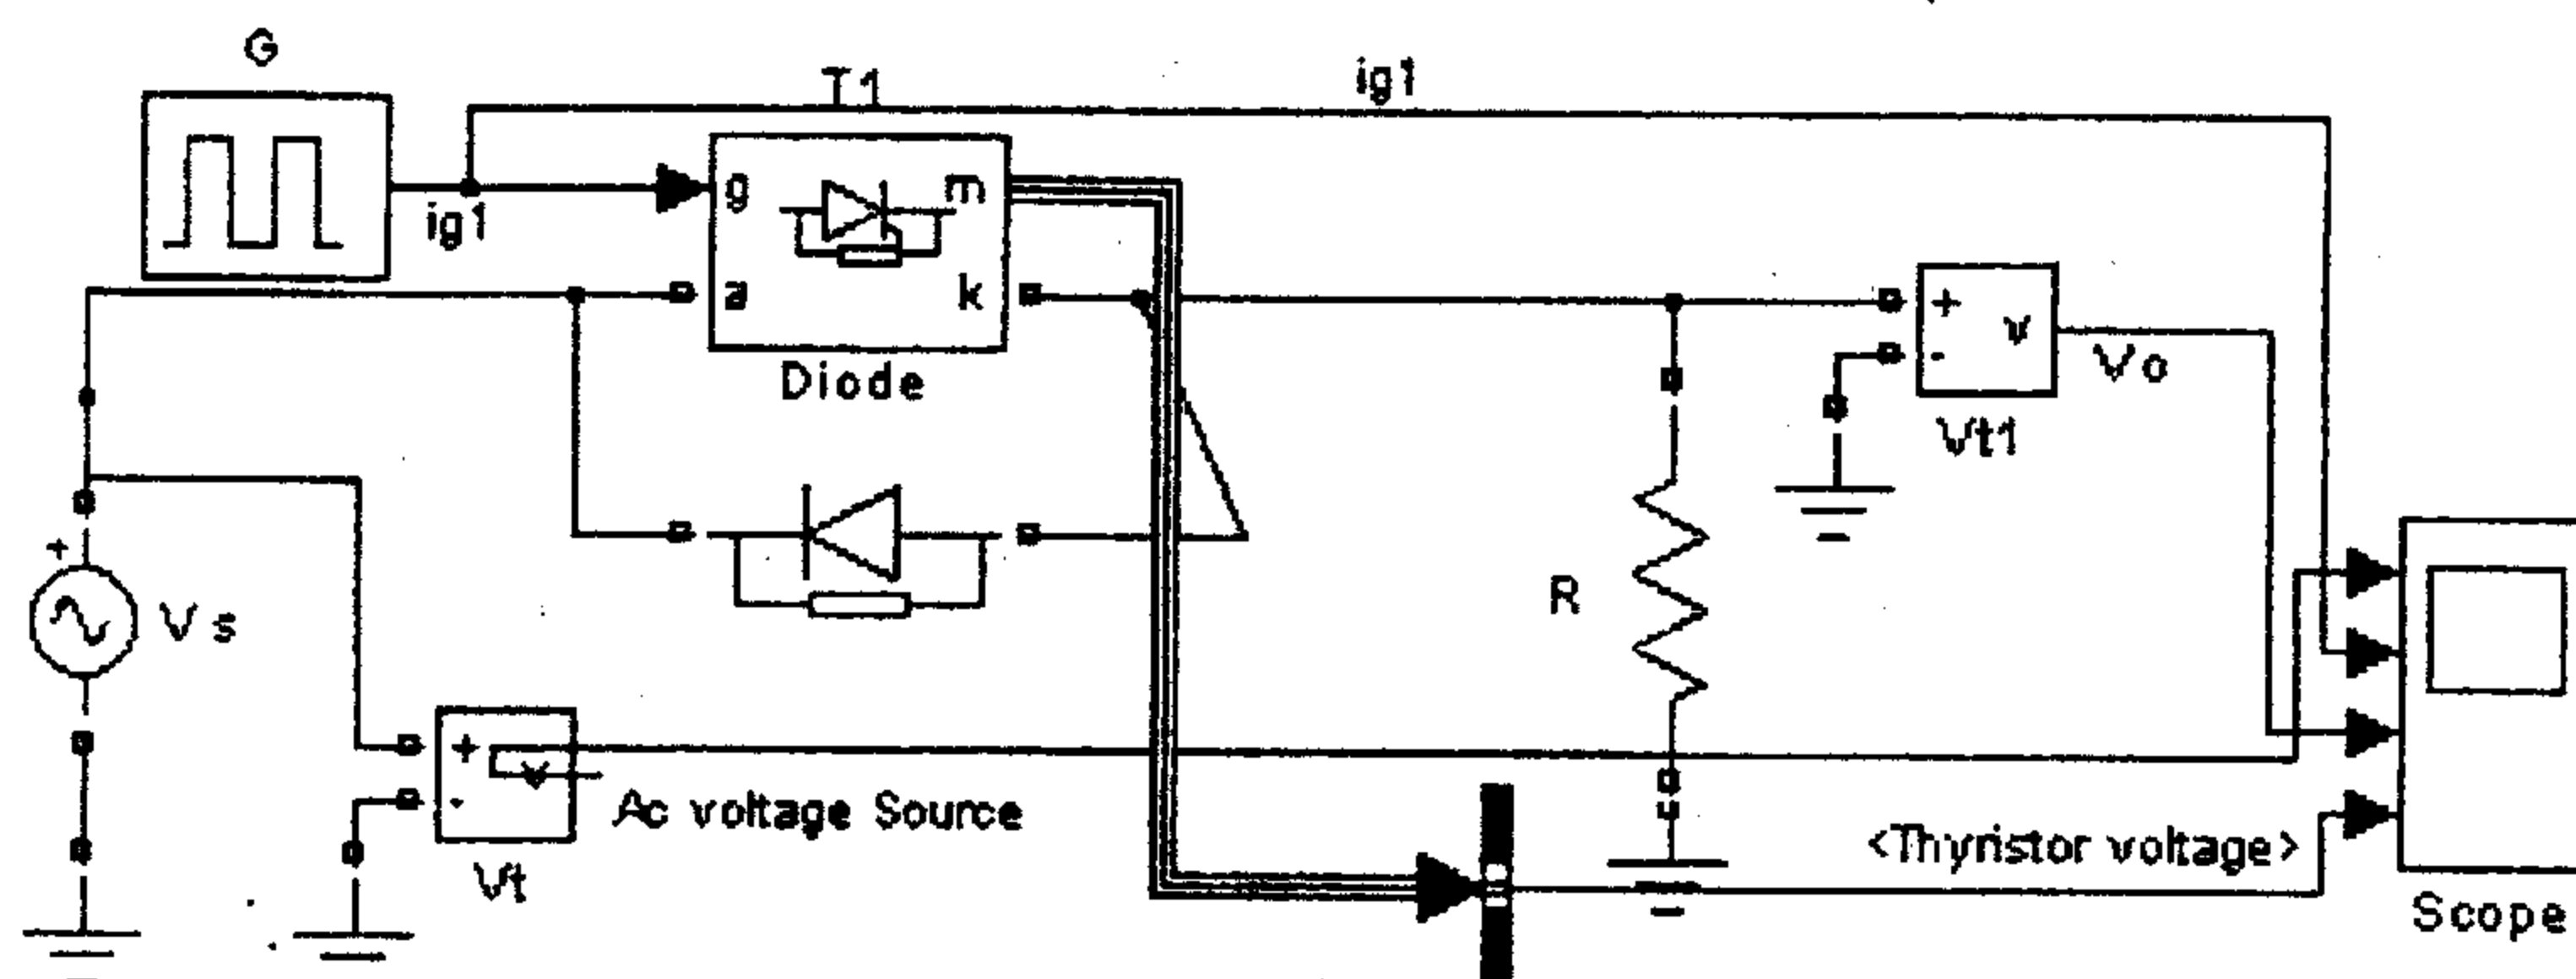 G
T1
ig1
g
m
ig1
a
k
Diode
+
v
-
Vo
Vt1
+
Vs
R
+
v
-
Ac voltage Source
Vt
<Thyristor voltage>
Scope